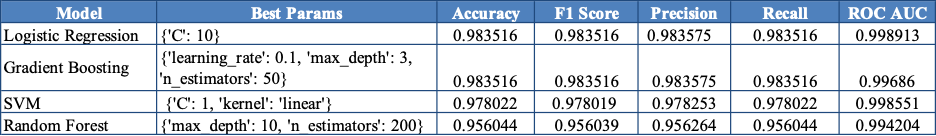 Model Best Params Accuracy F1 Score Precision Recall ROC AUC
Logistic Regression {'C': 10} 0.983516 0.983516 0.983575 0.983516 0.998913
Gradient Boosting {'learning_rate': 0.1, 'max_depth': 3,
'n_estimators': 50} 0.983516 0.983516 0.983575 0.983516 0.99686
SVM {'C': 1, 'kernel': 'linear'} 0.978022 0.978019 0.978253 0.978022 0.998551
Random Forest {'max_depth': 10, 'n_estimators': 200} 0.956044 0.956039 0.956264 0.956044 0.994204